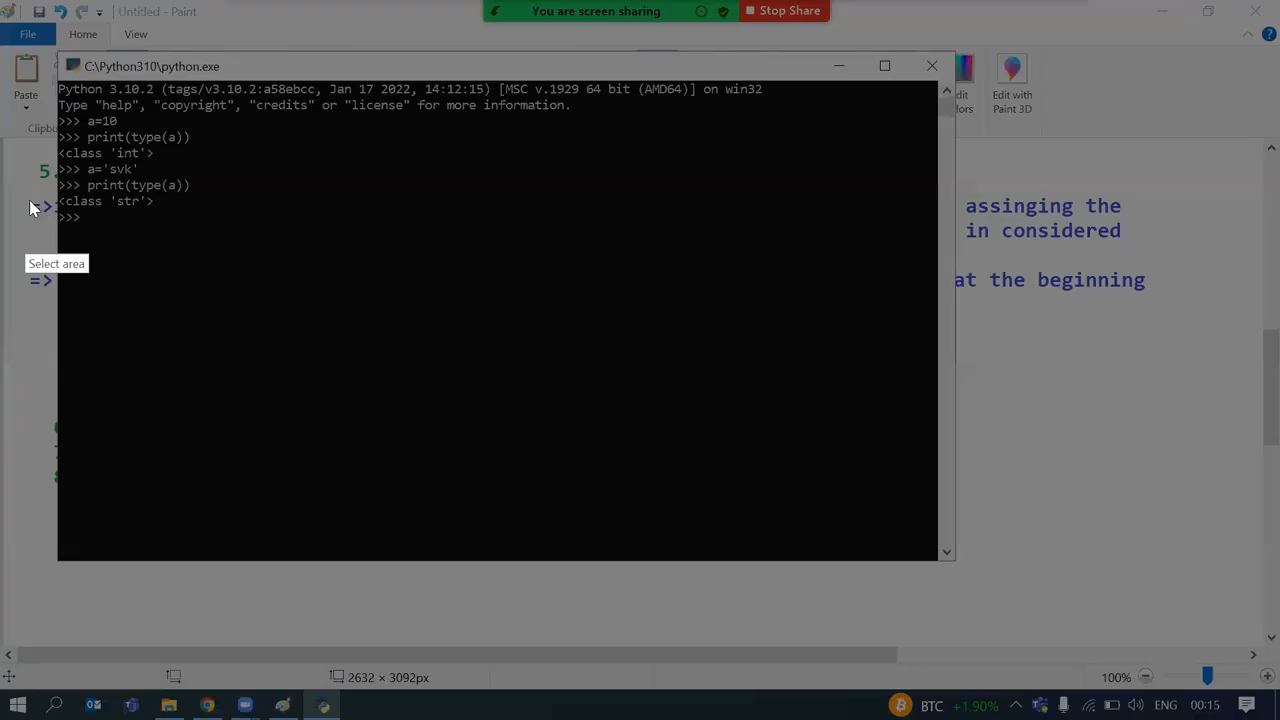 Untitled - Paint
You are screen sharing
Stop Share
File
Home
View
C:\Python310\python.exe
Paste
Edit with
Paint 3D
Python 3.10.2 (tags/v3.10.2:a58ebcc, Jan 17 2022, 14:12:15) [MSC v.1929 64 bit (AMD64)] on win32
Type "help", "copyright", "credits" or "license" for more information.
>>> a=10
>>> print(type(a))
<class 'int'>
>>> a='svk'
>>> print(type(a))
<class 'str'>
>>>
5.
=> assinging the
in considered
Select area
=> at the beginning
2632 × 3092px
100%
BTC +1.90%
ENG
00:15